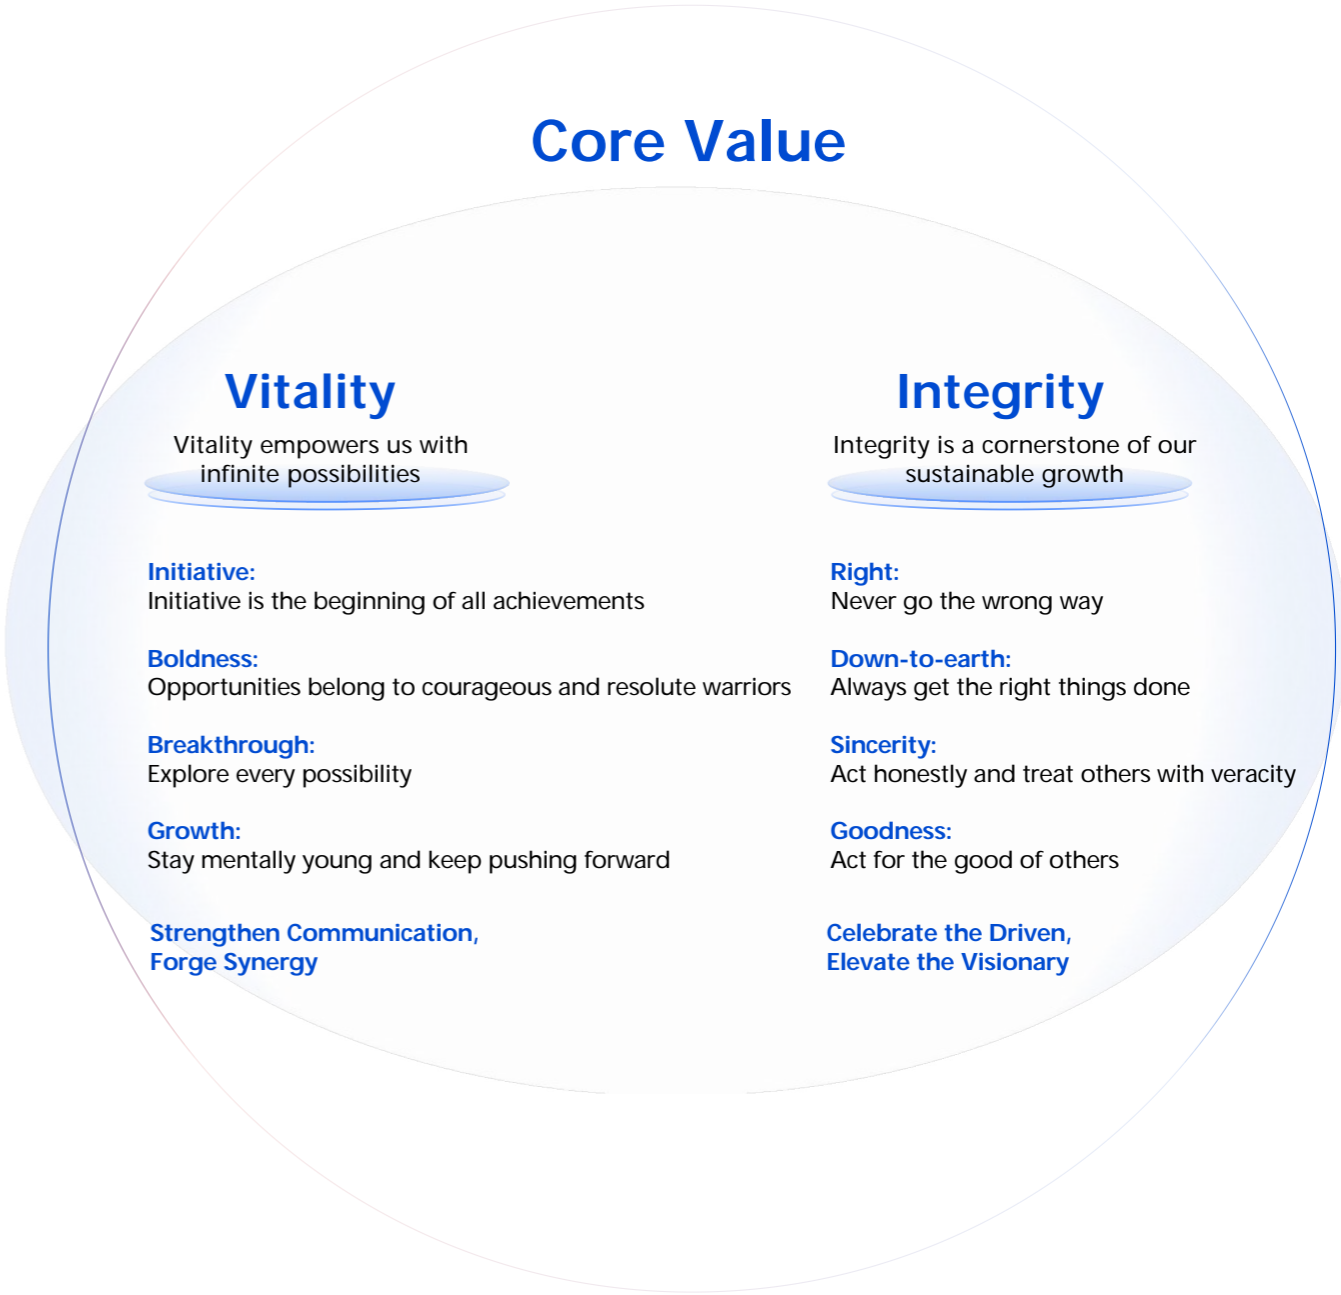 Core Value
Vitality
Vitality empowers us with
infinite possibilities
Initiative:
Initiative is the beginning of all achievements
Boldness:
Opportunities belong to courageous and resolute warriors
Breakthrough:
Explore every possibility
Growth:
Stay mentally young and keep pushing forward
Strengthen Communication,
Forge Synergy
Integrity
Integrity is a cornerstone of our
sustainable growth
Right:
Never go the wrong way
Down-to-earth:
Always get the right things done
Sincerity:
Act honestly and treat others with veracity
Goodness:
Act for the good of others
Celebrate the Driven,
Elevate the Visionary